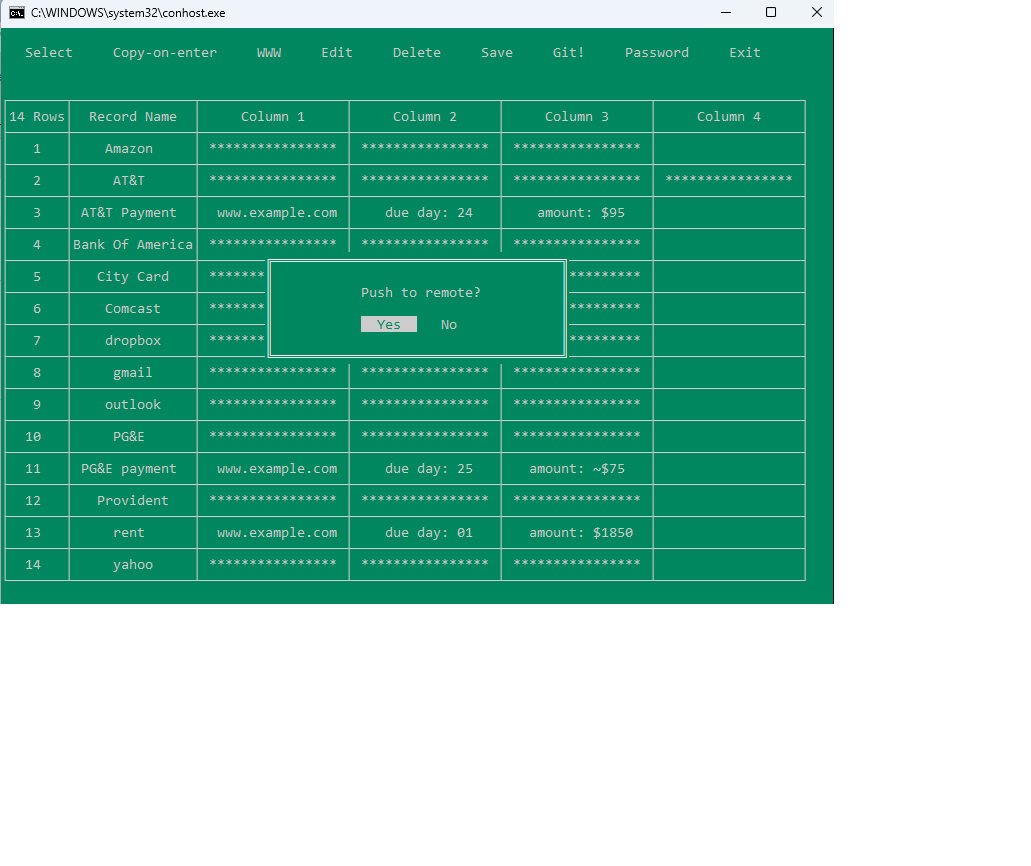 C:\WINDOWS\system32\conhost.exe
Select Copy-on-enter WWW Edit Delete Save Git! Password Exit
14 Rows Record Name Column 1 Column 2 Column 3 Column 4
1 Amazon **************** **************** ****************
2 AT&T **************** **************** **************** ****************
3 AT&T Payment www.example.com due day: 24 amount: $95
4 Bank Of America **************** **************** ****************
5 City Card ******* *********
Push to remote?
6 Comcast ******* *********
Yes No
7 dropbox ******* *********
8 gmail **************** **************** ****************
9 outlook **************** **************** ****************
10 PG&E **************** **************** ****************
11 PG&E payment www.example.com due day: 25 amount: ~$75
12 Provident **************** **************** ****************
13 rent www.example.com due day: 01 amount: $1850
14 yahoo **************** **************** ****************